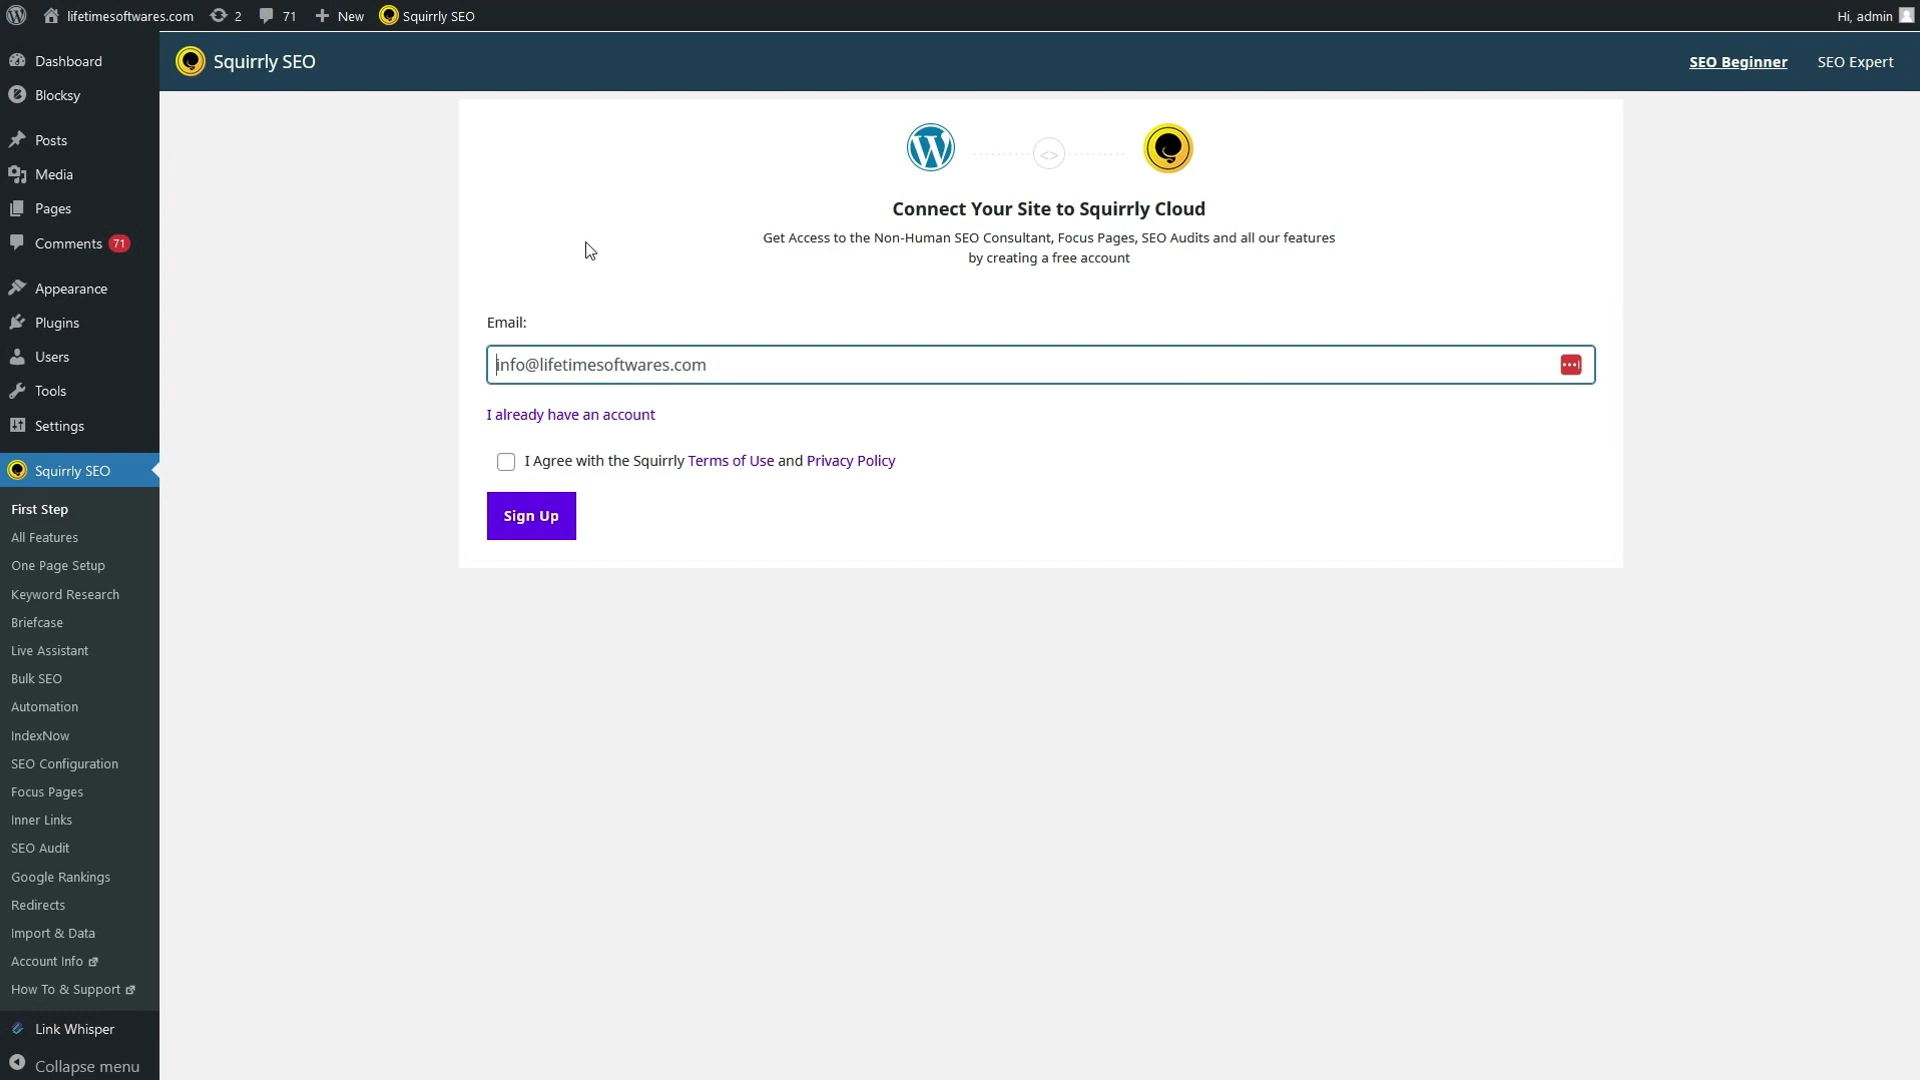 lifetimesoftwares.com 2 71 New Squirrly SEO Hi, admin
Squirrly SEO SEO Beginner SEO Expert
Dashboard
Blocksy
Posts
Media
Pages
Comments 71
Appearance
Plugins
Users
Tools
Settings
Squirrly SEO
First Step
All Features
One Page Setup
Keyword Research
Briefcase
Live Assistant
Bulk SEO
Automation
IndexNow
SEO Configuration
Focus Pages
Inner Links
SEO Audit
Google Rankings
Redirects
Import & Data
Account Info
How To & Support
Link Whisper
Collapse menu
Connect Your Site to Squirrly Cloud
Get Access to the Non-Human SEO Consultant, Focus Pages, SEO Audits and all our features
by creating a free account
Email:
info@lifetimesoftwares.com
I already have an account
I Agree with the Squirrly Terms of Use and Privacy Policy
Sign Up